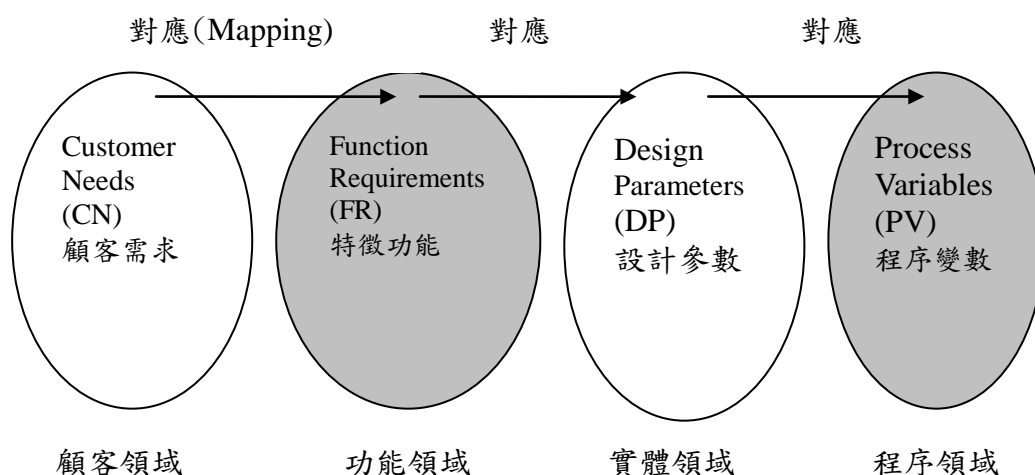 對應(Mapping)
對應
對應
Customer
Needs
(CN)
顧客需求
Function
Requirements
(FR)
特徵功能
Design
Parameters
(DP)
設計參數
Process
Variables
(PV)
程序變數
顧客領域
功能領域
實體領域
程序領域